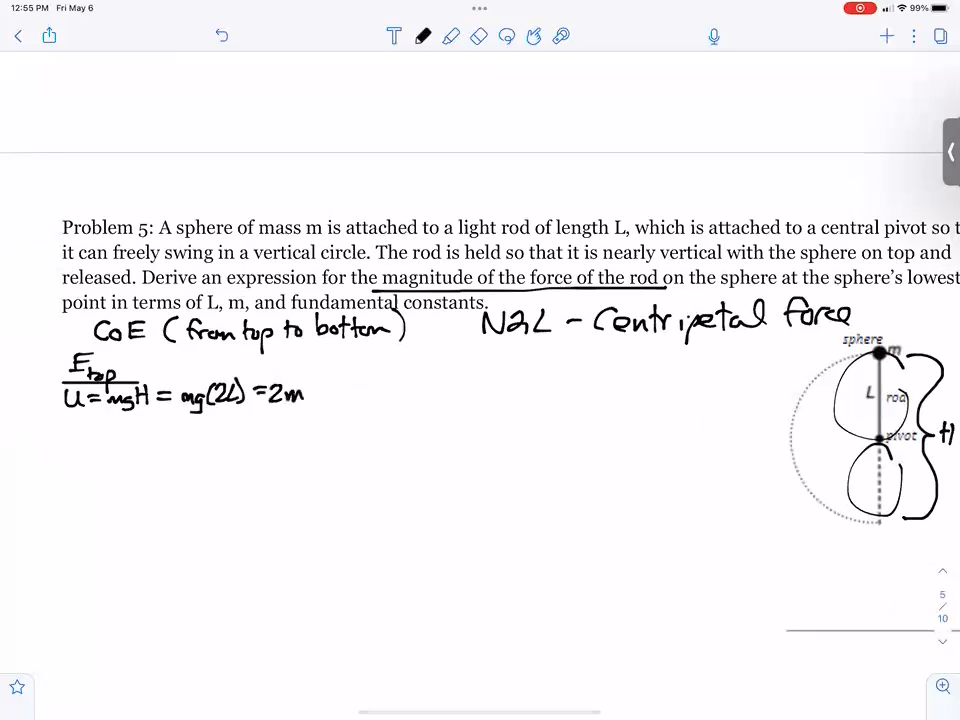 12:55 PM Fri May 6
99%
Problem 5: A sphere of mass m is attached to a light rod of length L, which is attached to a central pivot so t
it can freely swing in a vertical circle. The rod is held so that it is nearly vertical with the sphere on top and
released. Derive an expression for the magnitude of the force of the rod on the sphere at the sphere's lowest
point in terms of L, m, and fundamental constants.
CoE (from top to bottom)
N2L - Centripetal force
E top
U = mgH = mg(2L) = 2m
sphere
m
L
rod
pivot
H
5
/
10